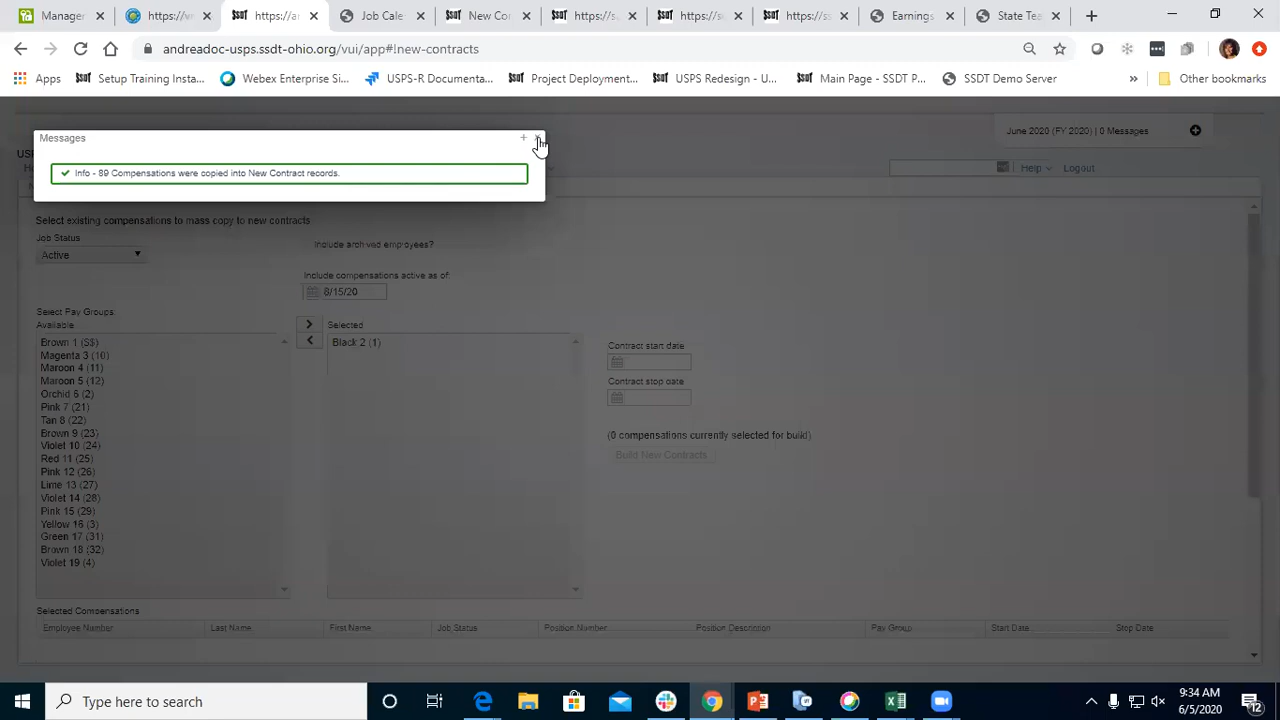 Manager
https://w
https://a
Job Cale
New Co
https://s
https://
https://s
Earnings
State Tea
andreadoc-usps.ssdt-ohio.org/vui/app#!new-contracts
Apps
Setup Training Insta...
Webex Enterprise Si...
USPS-R Documenta...
Project Deployment...
USPS Redesign - U...
Main Page - SSDT P...
SSDT Demo Server
»
Other bookmarks
Messages
Info - 89 Compensations were copied into New Contract records.
June 2020 (FY 2020) | 0 Messages
Help
Logout
Select existing compensations to mass copy to new contracts
Job Status
Active
Include archived employees?
Include compensations active as of:
8/15/20
Select Pay Groups:
Available
Brown 1 (S$)
Magenta 3 (10)
Maroon 4 (11)
Maroon 5 (12)
Orchid 6 (2)
Pink 7 (21)
Tan 8 (22)
Brown 9 (23)
Violet 10 (24)
Red 11 (25)
Pink 12 (26)
Lime 13 (27)
Violet 14 (28)
Pink 15 (29)
Yellow 16 (3)
Green 17 (31)
Brown 18 (32)
Violet 19 (4)
Selected
Black 2 (1)
Contract start date
Contract stop date
(0 compensations currently selected for build)
Build New Contracts
Selected Compensations
Employee Number
Last Name
First Name
Job Status
Position Number
Position Description
Pay Group
Start Date
Stop Date
Type here to search
9:34 AM
6/5/2020
12